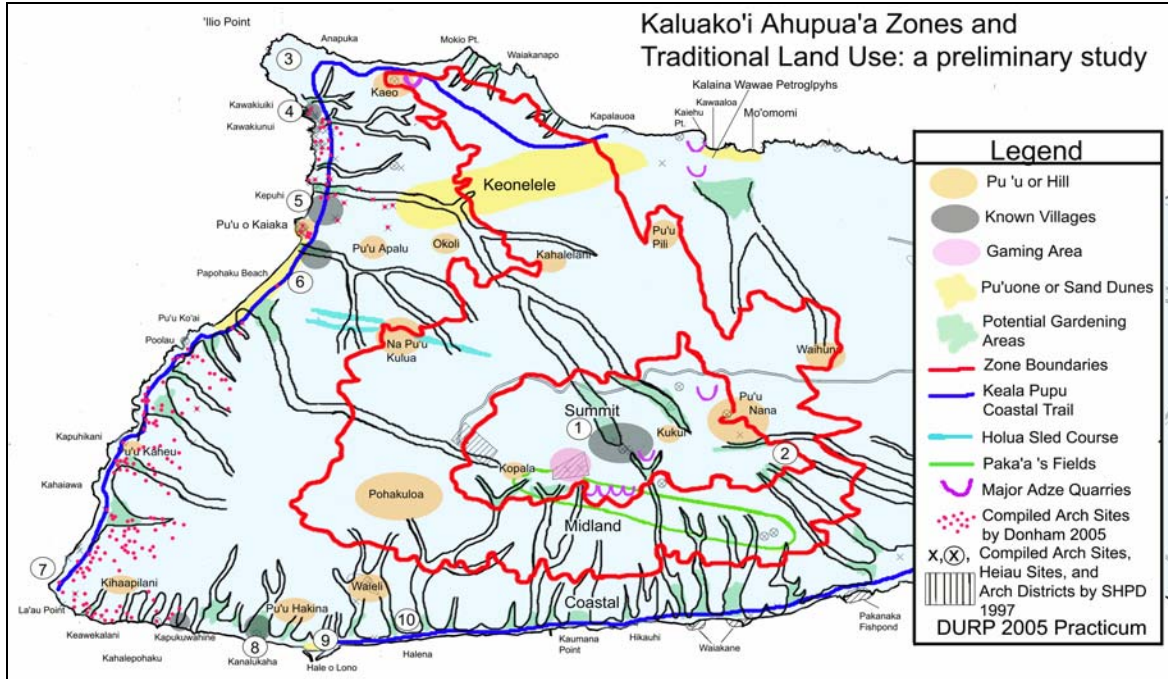 Kaluako'i Ahupua'a Zones and
Traditional Land Use: a preliminary study
'Ilio Point
Anapuka
Mokio Pt.
Waiakanapo
Kalaina Wawae Petroglpyhs
Kawaaloa
Kaiehu
Pt.
Mo'omomi
Kapalauoa
3
Kaeo
Kawakiuiki
4
Kawakiunui
Keonelele
Kepuhi
5
Pu'u o Kaiaka
Pu'u Apalu
Okoli
Kahalelani
Pu'u
Pili
Papohaku Beach
6
Pu'u Ko'ai
Poolau
Na Pu'u
Kulua
Waihuna
Summit
1
Pu'u
Nana
Kukui
2
Kapuhikani
u'u Kaheu
Kopala
Kahaiawa
Pohakuloa
Midland
7
La'au Point
Kihaapilani
Waieli
Coastal
Pu'u Hakina
10
Keawekalani
Kapukuwahine
8
9
Halena
Kaumana
Point
Hikauhi
Pakanaka
Fishpond
Kahalepohaku
Kanalukaha
Hale o Lono
Waiakane
Legend
Pu 'u or Hill
Known Villages
Gaming Area
Pu'uone or Sand Dunes
Potential Gardening
Areas
Zone Boundaries
Keala Pupu
Coastal Trail
Holua Sled Course
Paka'a 's Fields
Major Adze Quarries
Compiled Arch Sites
by Donham 2005
x, ⓧ, Compiled Arch Sites,
Heiau Sites, and
Arch Districts by SHPD
1997
DURP 2005 Practicum